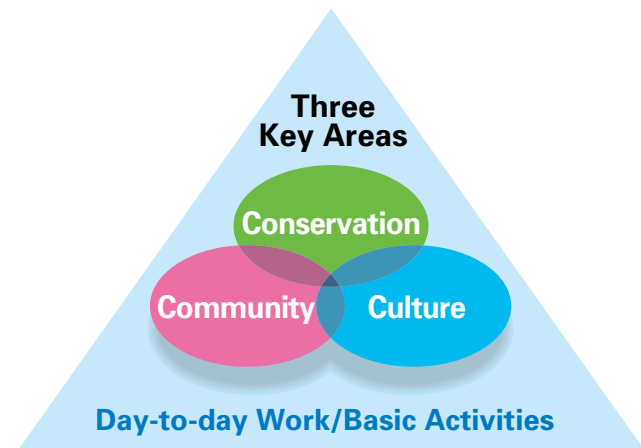 Three
Key Areas
Conservation
Community
Culture
Day-to-day Work/Basic Activities